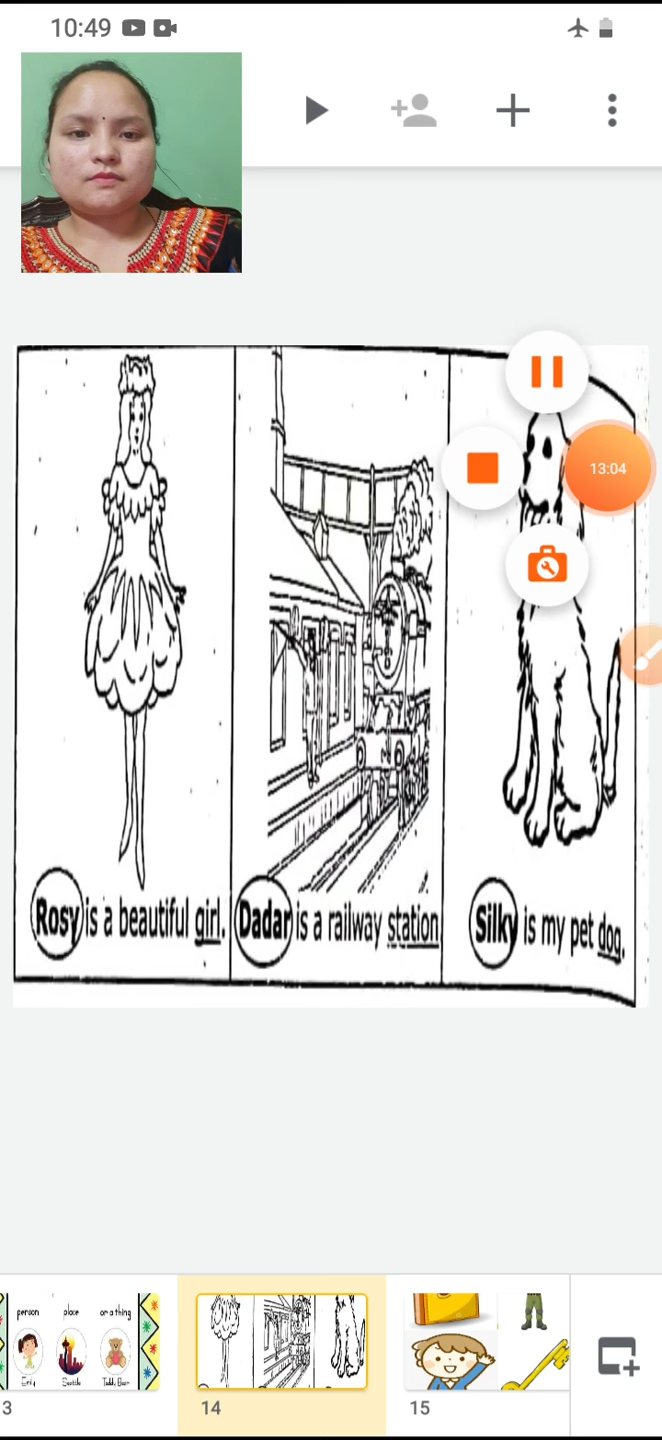 10:49
13:04
Rosy is a beautiful girl.
Dadar is a railway station
Silky is my pet dog.
person place or a thing
Emily Seattle Teddy Bear
3 14 15